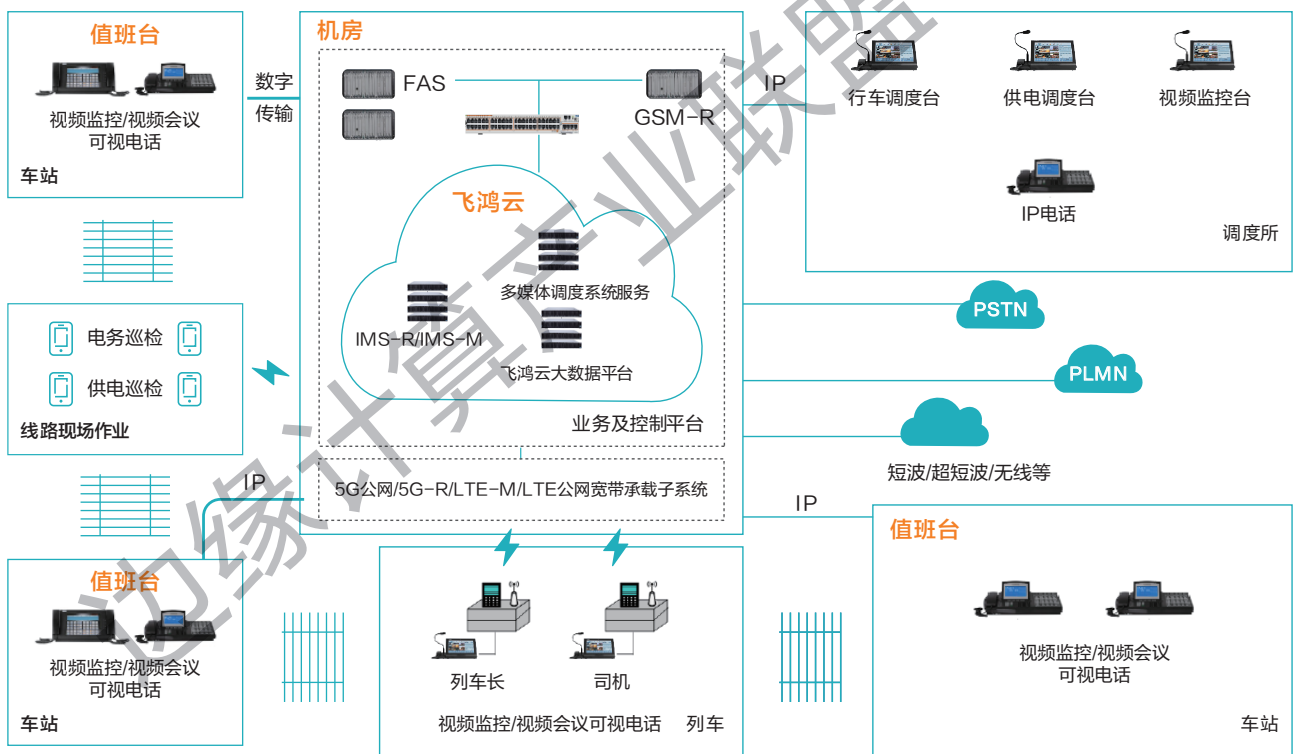 值班台
视频监控/视频会议
可视电话
车站
数字
传输
机房
FAS
GSM-R
飞鸿云
多媒体调度系统服务
IMS-R/IMS-M
飞鸿云大数据平台
业务及控制平台
5G公网/5G-R/LTE-M/LTE公网宽带承载子系统
IP
行车调度台
供电调度台
视频监控台
IP电话
调度所
电务巡检
供电巡检
线路现场作业
PSTN
PLMN
短波/超短波/无线等
IP
值班台
视频监控/视频会议
可视电话
车站
列车长
司机
视频监控/视频会议可视电话
列车
IP
值班台
视频监控/视频会议
可视电话
车站
边缘计算产业联盟